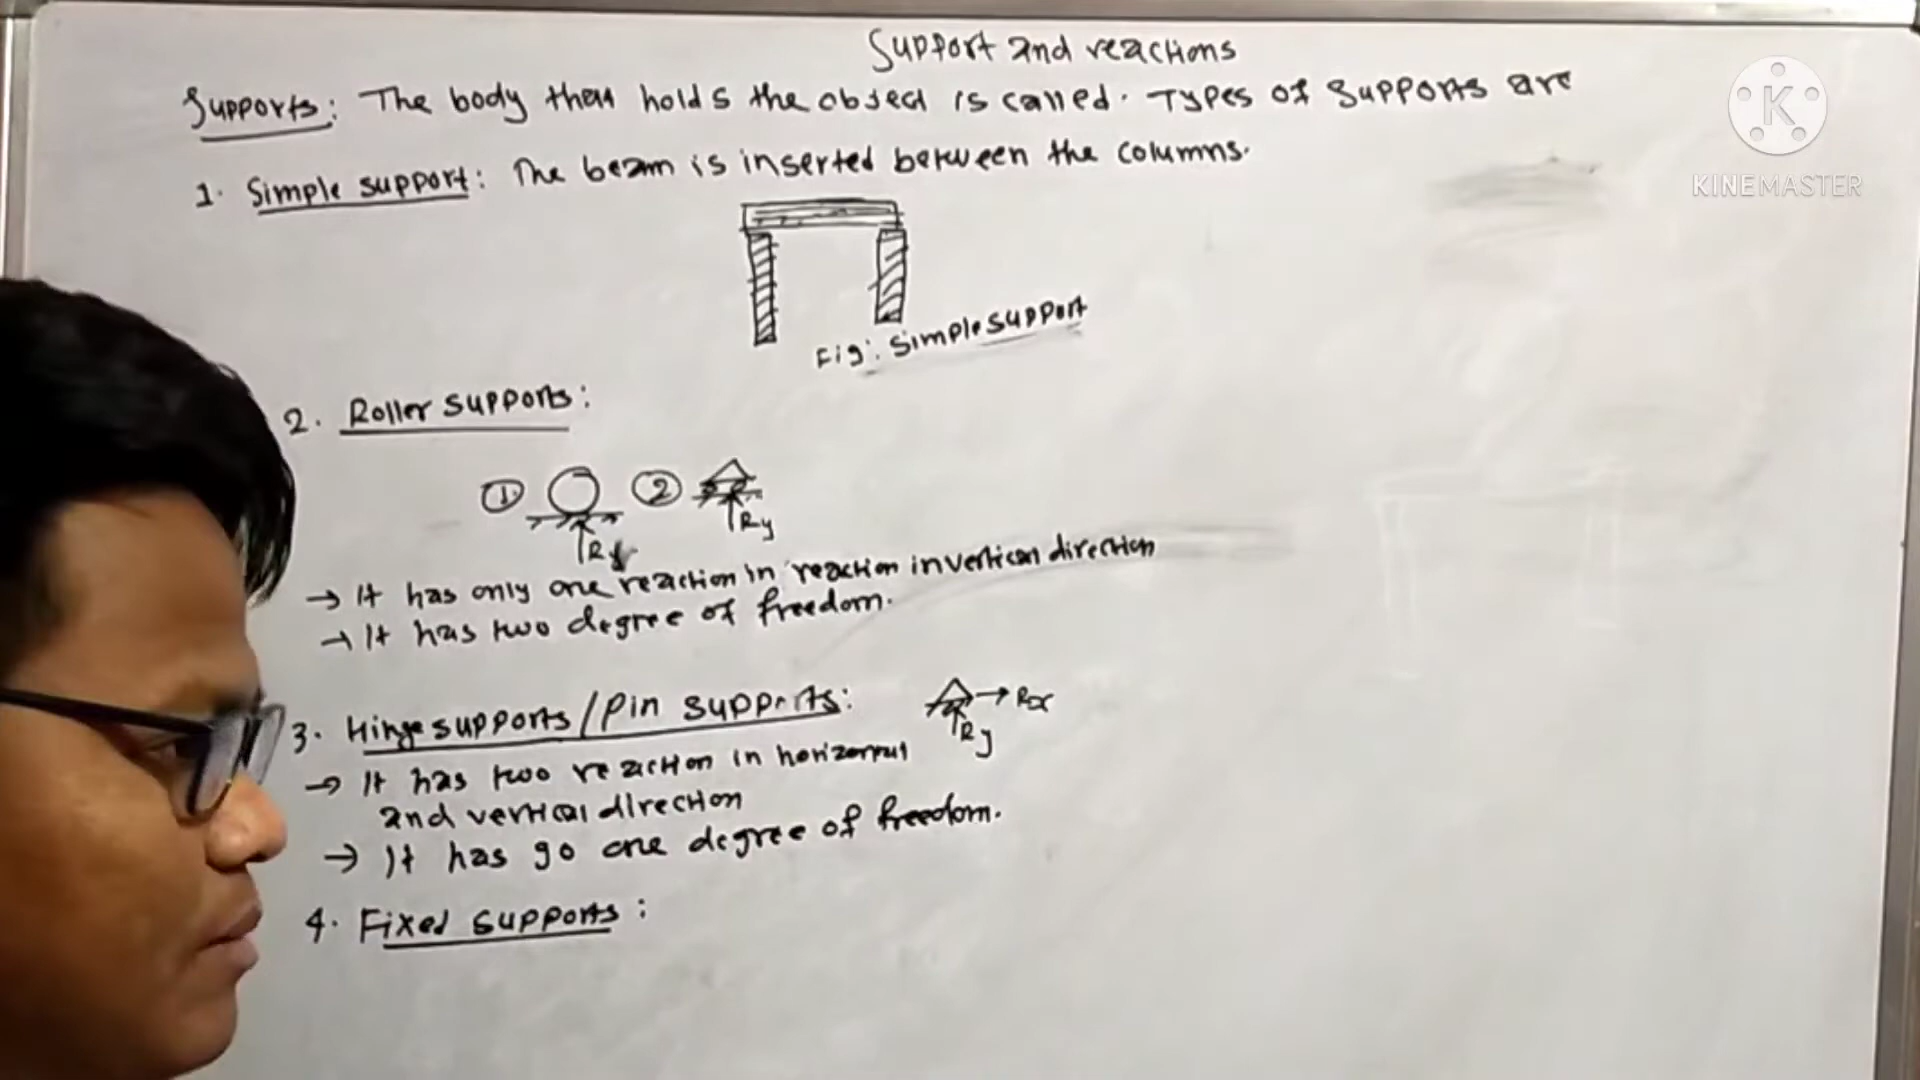 Support and reactions
Supports: The body that holds the object is called. Types of supports are
1. Simple support: The beam is inserted between the columns.
Fig: Simple support
2. Roller supports:
1 2
Ry
Ry
→ It has only one reaction in reaction in vertical direction
→ It has two degree of freedom.
3. Hinge supports / Pin supports:
Rx
Ry
→ It has two reaction in horizontal
and vertical direction
→ It has go one degree of freedom.
4. Fixed supports:
K
KINEMASTER